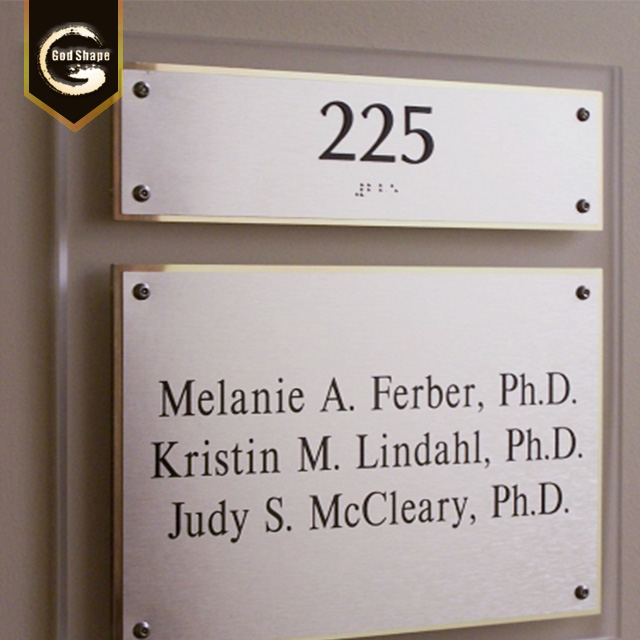 God Shape
225
Melanie A. Ferber, Ph.D.
Kristin M. Lindahl, Ph.D.
Judy S. McCleary, Ph.D.